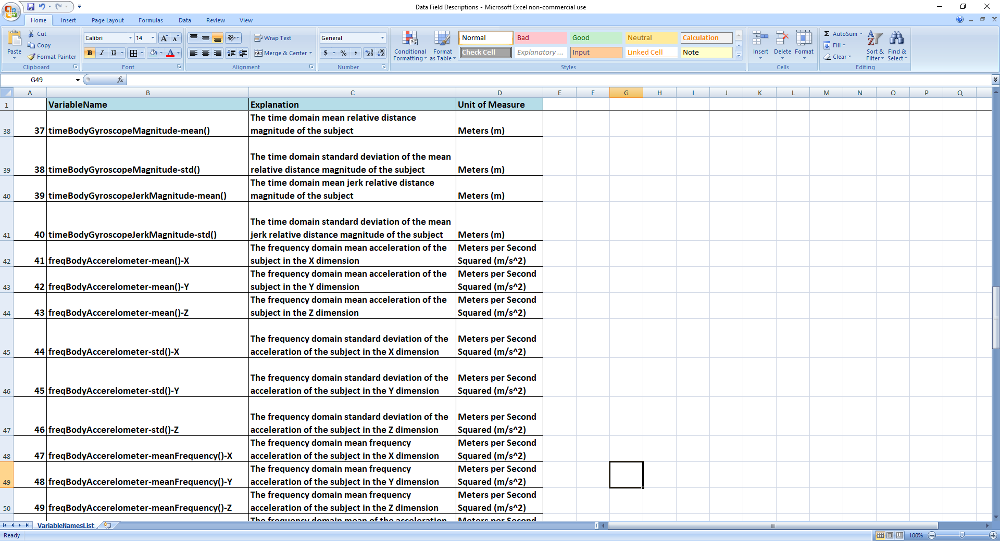 Data Field Descriptions - Microsoft Excel non-commercial use
Home Insert Page Layout Formulas Data Review View
Paste Cut
Copy
Format Painter
Clipboard
Calibri 14
B I U A
Font
Wrap Text
Merge & Center
Alignment
General
$ % ,
Number
Conditional Formatting
Format as Table
Normal Bad Good Neutral Calculation
Check Cell Explanatory ... Input Linked Cell Note
Styles
Insert Delete Format
Cells
Σ AutoSum
Fill
Clear
Sort & Filter
Find & Select
Editing
G49 fx
A B C D E F G H I J K L M N O P Q
1 VariableName Explanation Unit of Measure
38 37 timeBodyGyroscopeMagnitude-mean() The time domain mean relative distance
magnitude of the subject Meters (m)
39 38 timeBodyGyroscopeMagnitude-std() The time domain standard deviation of the mean
relative distance magnitude of the subject Meters (m)
40 39 timeBodyGyroscopeJerkMagnitude-mean() The time domain mean jerk relative distance
magnitude of the subject Meters (m)
41 40 timeBodyGyroscopeJerkMagnitude-std() The time domain standard deviation of the mean
jerk relative distance magnitude of the subject Meters (m)
42 41 freqBodyAccerelometer-mean()-X The frequency domain mean acceleration of the
subject in the X dimension Meters per Second
Squared (m/s^2)
43 42 freqBodyAccerelometer-mean()-Y The frequency domain mean acceleration of the
subject in the Y dimension Meters per Second
Squared (m/s^2)
44 43 freqBodyAccerelometer-mean()-Z The frequency domain mean acceleration of the
subject in the Z dimension Meters per Second
Squared (m/s^2)
45 44 freqBodyAccerelometer-std()-X The frequency domain standard deviation of the
acceleration of the subject in the X dimension Meters per Second
Squared (m/s^2)
46 45 freqBodyAccerelometer-std()-Y The frequency domain standard deviation of the
acceleration of the subject in the Y dimension Meters per Second
Squared (m/s^2)
47 46 freqBodyAccerelometer-std()-Z The frequency domain standard deviation of the
acceleration of the subject in the Z dimension Meters per Second
Squared (m/s^2)
48 47 freqBodyAccerelometer-meanFrequency()-X The frequency domain mean frequency
acceleration of the subject in the X dimension Meters per Second
Squared (m/s^2)
49 48 freqBodyAccerelometer-meanFrequency()-Y The frequency domain mean frequency
acceleration of the subject in the Y dimension Meters per Second
Squared (m/s^2)
50 49 freqBodyAccerelometer-meanFrequency()-Z The frequency domain mean frequency
acceleration of the subject in the Z dimension Meters per Second
Squared (m/s^2)
The frequency domain mean of the acceleration Meters per Second
VariableNamesList
Ready 100%